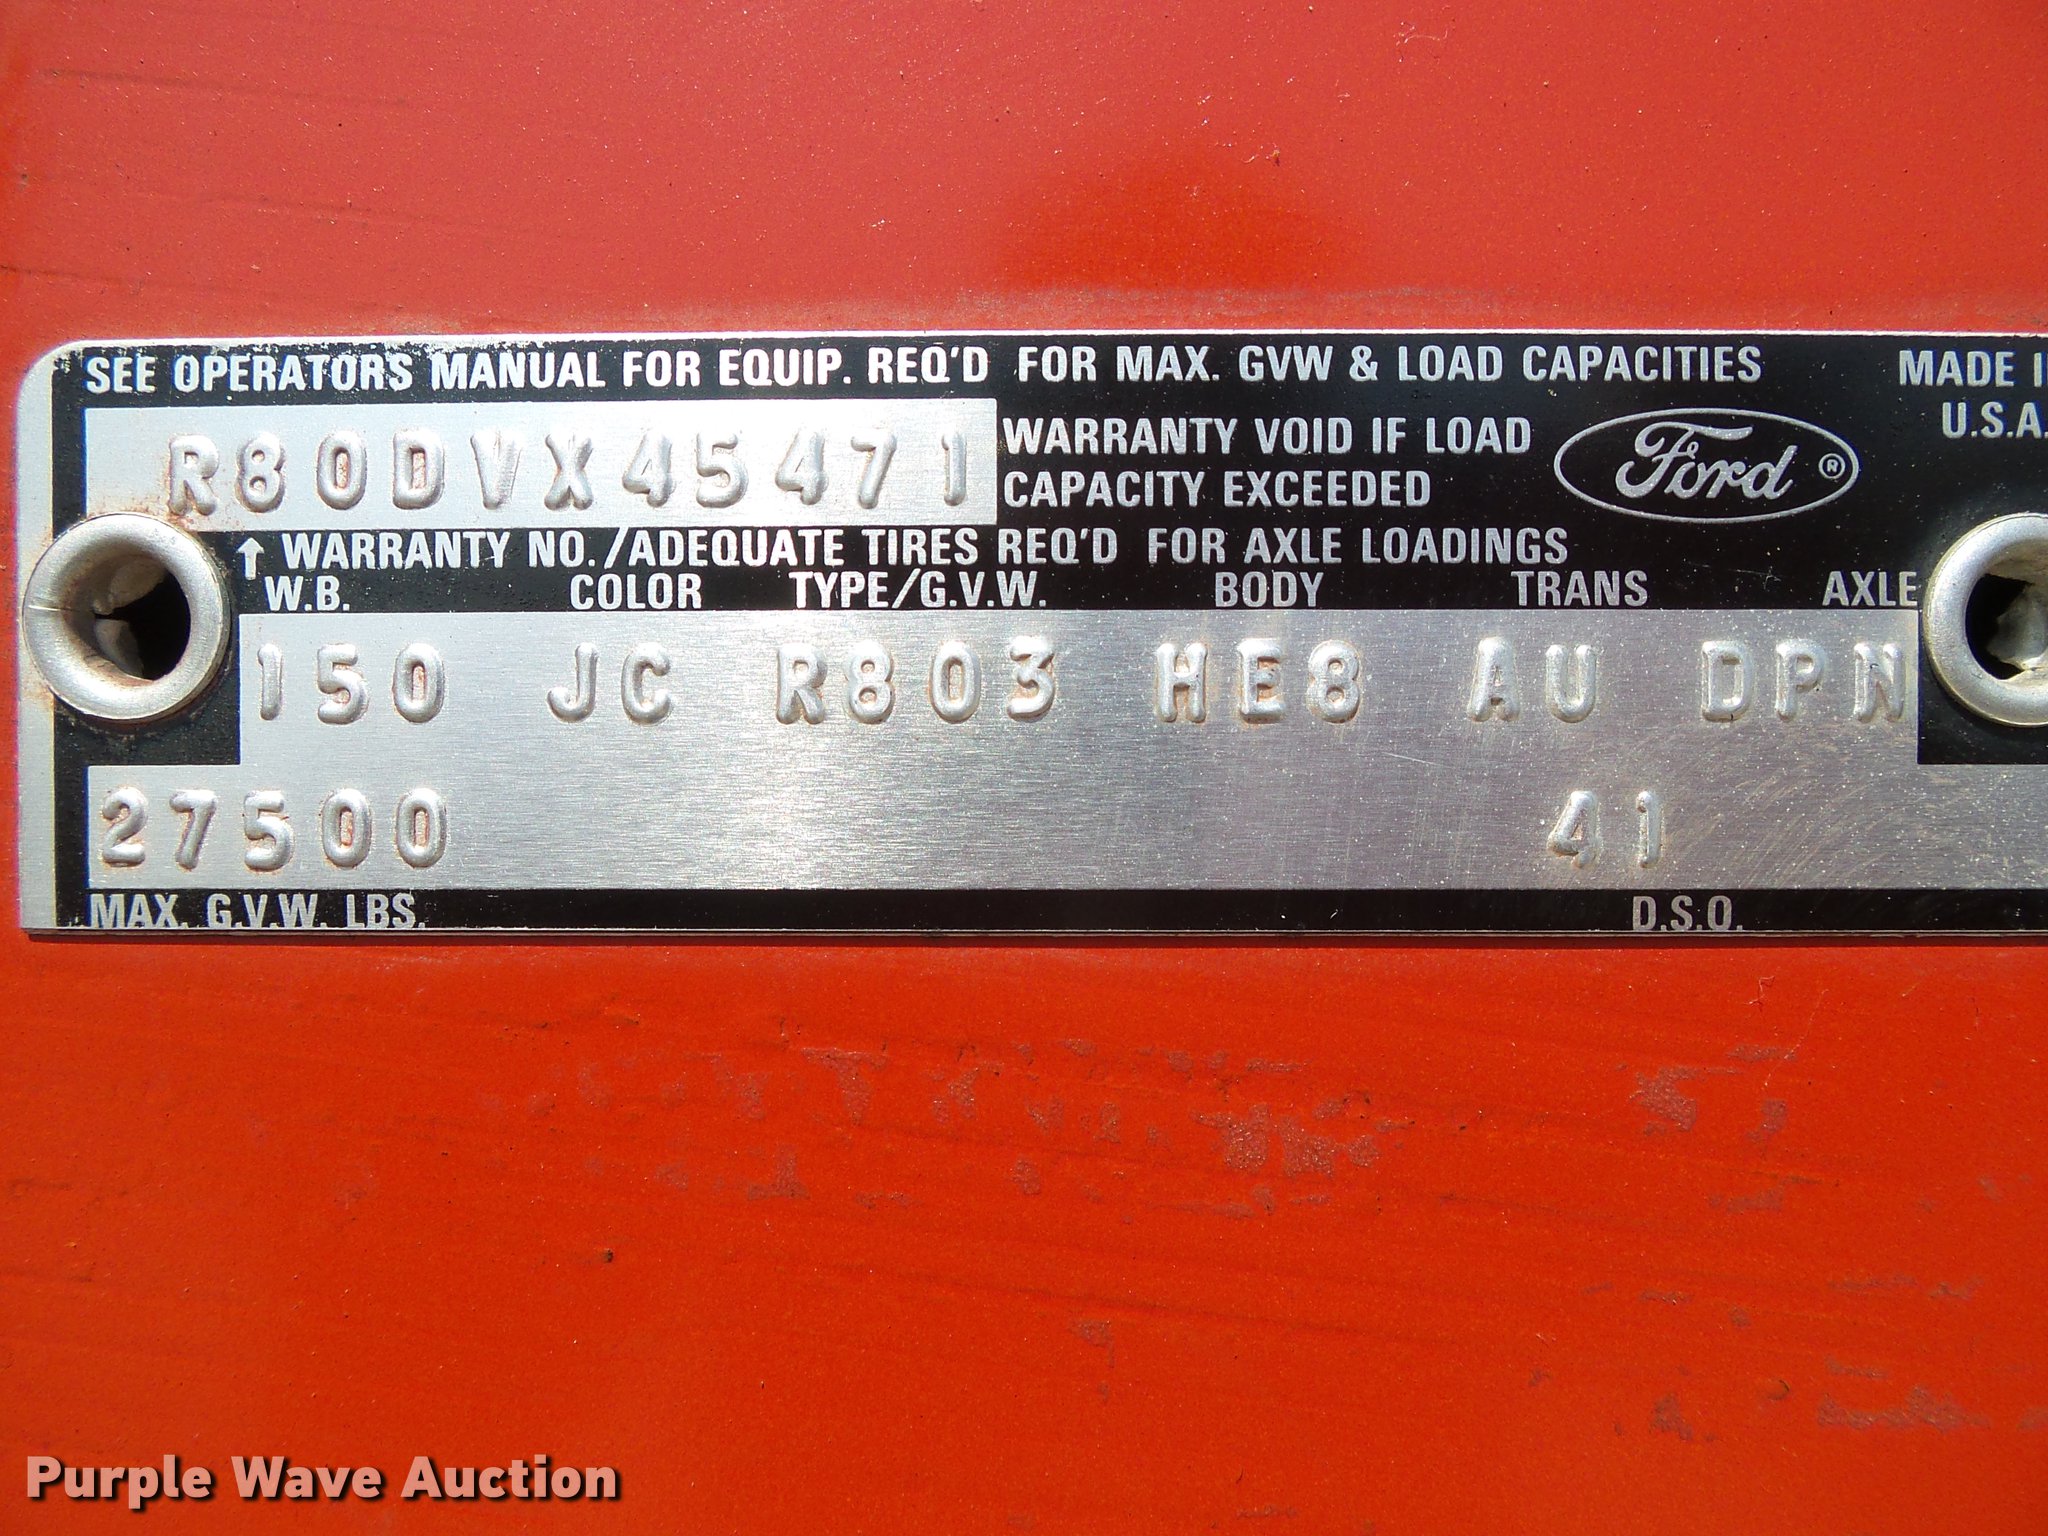 SEE OPERATORS MANUAL FOR EQUIP. REQ'D FOR MAX. GVW & LOAD CAPACITIES
MADE I
U.S.A.
R80DVX45471
WARRANTY VOID IF LOAD
CAPACITY EXCEEDED
Ford ®
↑ WARRANTY NO./ADEQUATE TIRES REQ'D FOR AXLE LOADINGS
W.B. COLOR TYPE/G.V.W. BODY TRANS AXLE
150 JC R803 HE8 AU DPN
27500 41
MAX. G.V.W. LBS. D.S.O.
Purple Wave Auction